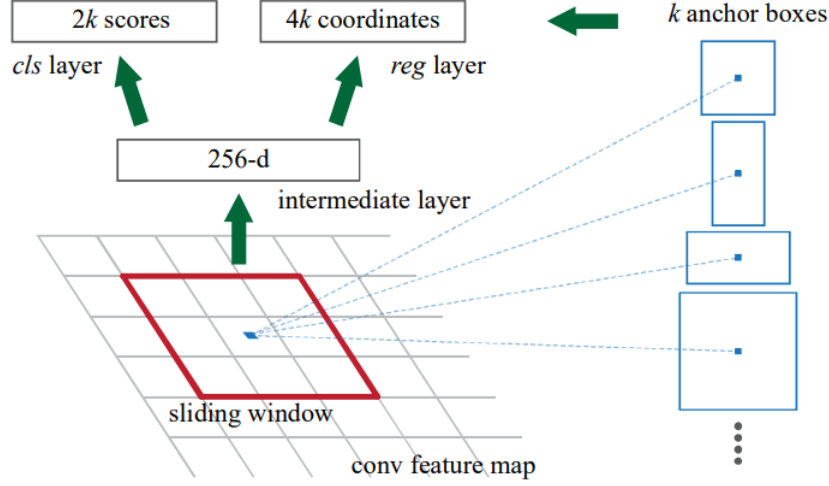 2k scores
4k coordinates
k anchor boxes
cls layer
reg layer
256-d
intermediate layer
sliding window
conv feature map